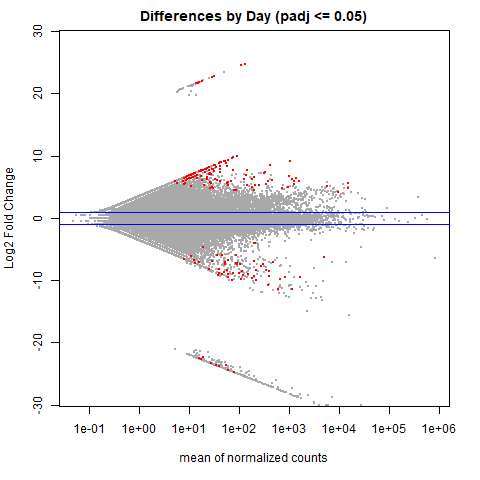 Differences by Day (padj <= 0.05)
30
20
10
0
-10
-20
-30
Log2 Fold Change
1e-01 1e+00 1e+01 1e+02 1e+03 1e+04 1e+05 1e+06
mean of normalized counts